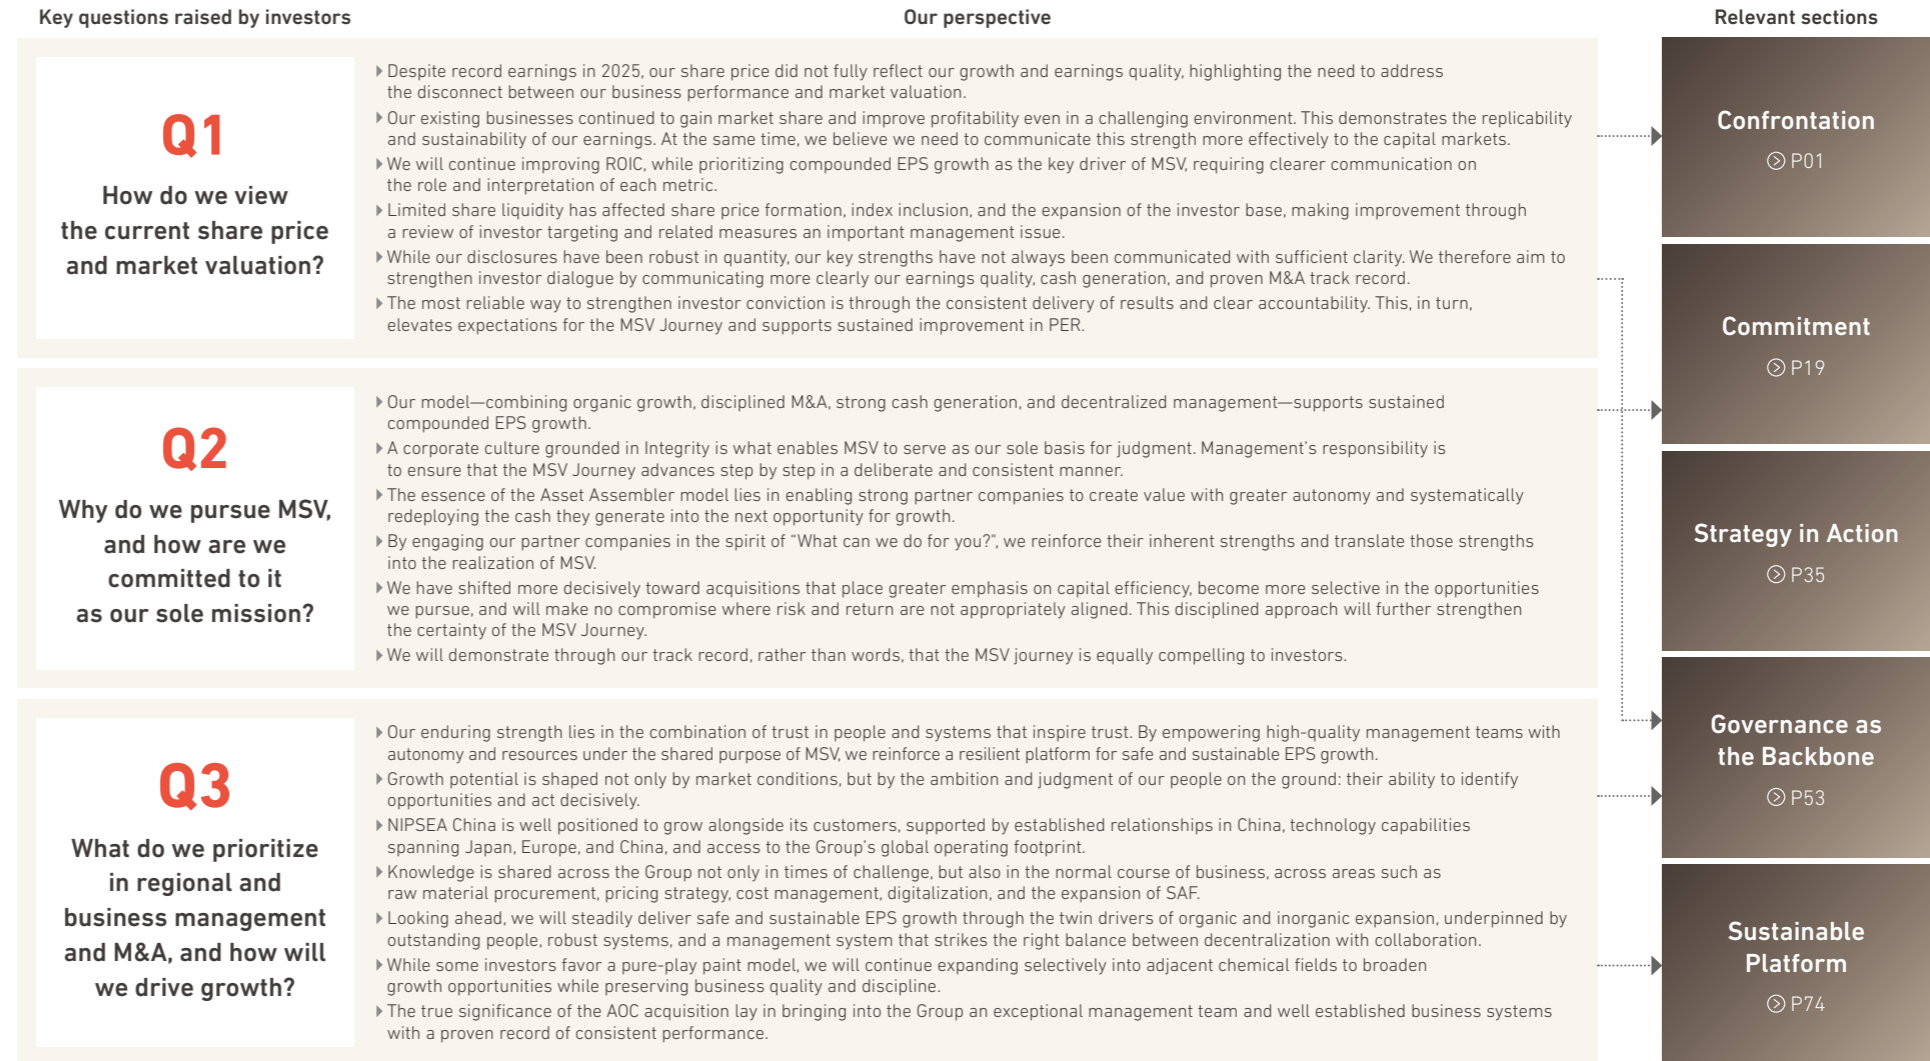 Key questions raised by investors
Our perspective
Relevant sections
Q1
How do we view
the current share price
and market valuation?
Despite record earnings in 2025, our share price did not fully reflect our growth and earnings quality, highlighting the need to address
the disconnect between our business performance and market valuation.
Our existing businesses continued to gain market share and improve profitability even in a challenging environment. This demonstrates the replicability
and sustainability of our earnings. At the same time, we believe we need to communicate this strength more effectively to the capital markets.
We will continue improving ROIC, while prioritizing compounded EPS growth as the key driver of MSV, requiring clearer communication on
the role and interpretation of each metric.
Limited share liquidity has affected share price formation, index inclusion, and the expansion of the investor base, making improvement through
a review of investor targeting and related measures an important management issue.
While our disclosures have been robust in quantity, our key strengths have not always been communicated with sufficient clarity. We therefore aim to
strengthen investor dialogue by communicating more clearly our earnings quality, cash generation, and proven M&A track record.
The most reliable way to strengthen investor conviction is through the consistent delivery of results and clear accountability. This, in turn,
elevates expectations for the MSV Journey and supports sustained improvement in PER.
Q2
Why do we pursue MSV,
and how are we
committed to it
as our sole mission?
Our model—combining organic growth, disciplined M&A, strong cash generation, and decentralized management—supports sustained
compounded EPS growth.
A corporate culture grounded in Integrity is what enables MSV to serve as our sole basis for judgment. Management's responsibility is
to ensure that the MSV Journey advances step by step in a deliberate and consistent manner.
The essence of the Asset Assembler model lies in enabling strong partner companies to create value with greater autonomy and systematically
redeploying the cash they generate into the next opportunity for growth.
By engaging our partner companies in the spirit of "What can we do for you?", we reinforce their inherent strengths and translate those strengths
into the realization of MSV.
We have shifted more decisively toward acquisitions that place greater emphasis on capital efficiency, become more selective in the opportunities
we pursue, and will make no compromise where risk and return are not appropriately aligned. This disciplined approach will further strengthen
the certainty of the MSV Journey.
We will demonstrate through our track record, rather than words, that the MSV journey is equally compelling to investors.
Q3
What do we prioritize
in regional and
business management
and M&A, and how will
we drive growth?
Our enduring strength lies in the combination of trust in people and systems that inspire trust. By empowering high-quality management teams with
autonomy and resources under the shared purpose of MSV, we reinforce a resilient platform for safe and sustainable EPS growth.
Growth potential is shaped not only by market conditions, but by the ambition and judgment of our people on the ground: their ability to identify
opportunities and act decisively.
NIPSEA China is well positioned to grow alongside its customers, supported by established relationships in China, technology capabilities
spanning Japan, Europe, and China, and access to the Group's global operating footprint.
Knowledge is shared across the Group not only in times of challenge, but also in the normal course of business, across areas such as
raw material procurement, pricing strategy, cost management, digitalization, and the expansion of SAF.
Looking ahead, we will steadily deliver safe and sustainable EPS growth through the twin drivers of organic and inorganic expansion, underpinned by
outstanding people, robust systems, and a management system that strikes the right balance between decentralization with collaboration.
While some investors favor a pure-play paint model, we will continue expanding selectively into adjacent chemical fields to broaden
growth opportunities while preserving business quality and discipline.
The true significance of the AOC acquisition lay in bringing into the Group an exceptional management team and well established business systems
with a proven record of consistent performance.
Confrontation
P01
Commitment
P19
Strategy in Action
P35
Governance as
the Backbone
P53
Sustainable
Platform
P74